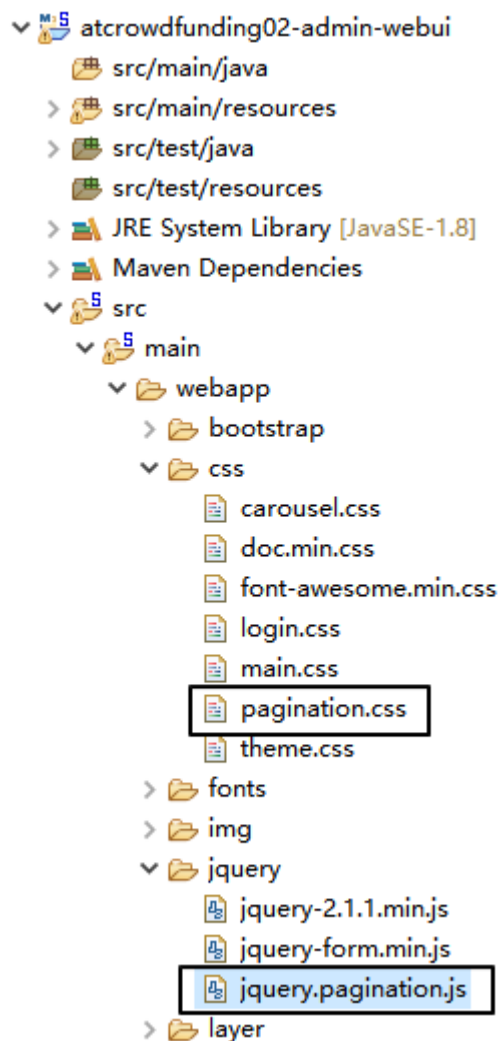 atcrowdfunding02-admin-webui
src/main/java
src/main/resources
src/test/java
src/test/resources
JRE System Library [JavaSE-1.8]
Maven Dependencies
src
main
webapp
bootstrap
css
carousel.css
doc.min.css
font-awesome.min.css
login.css
main.css
pagination.css
theme.css
fonts
img
jquery
jquery-2.1.1.min.js
jquery-form.min.js
jquery.pagination.js
layer